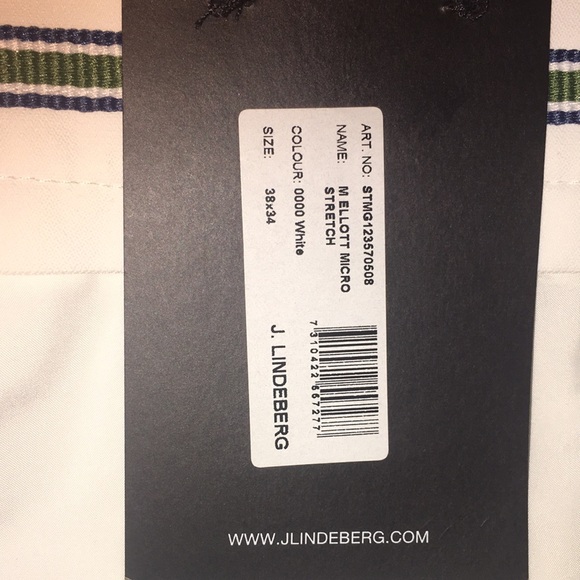 ART. NO: STMG123570508
NAME: M ELLOTT MICRO
STRETCH
COLOUR: 0000 White
SIZE: 38x34
7 310422 667277
J. LINDEBERG
WWW.JLINDEBERG.COM